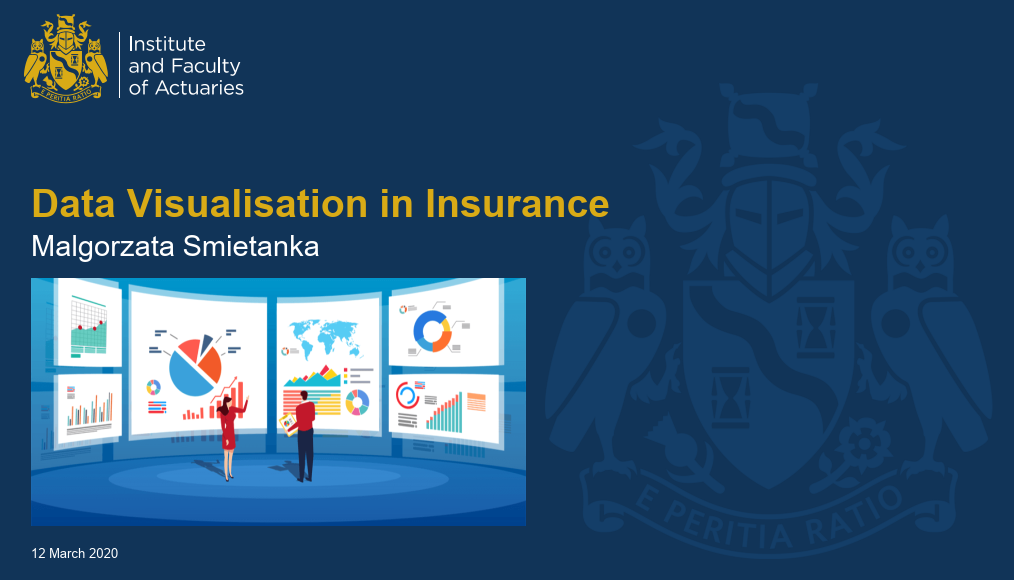 Institute
and Faculty
of Actuaries
E PERITIA RATIO
Data Visualisation in Insurance
Malgorzata Smietanka
12 March 2020
E PERITIA RATIO